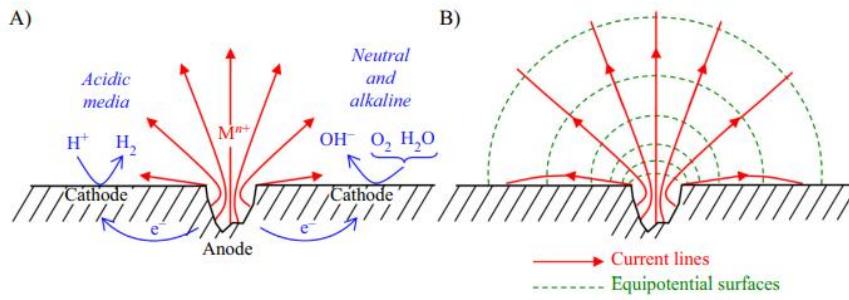 A)
Acidic
media
H⁺ H₂
Mⁿ⁺
Neutral
and
alkaline
OH⁻ O₂ H₂O
Cathode
Cathode
e⁻
Anode
e⁻
B)
Current lines
Equipotential surfaces